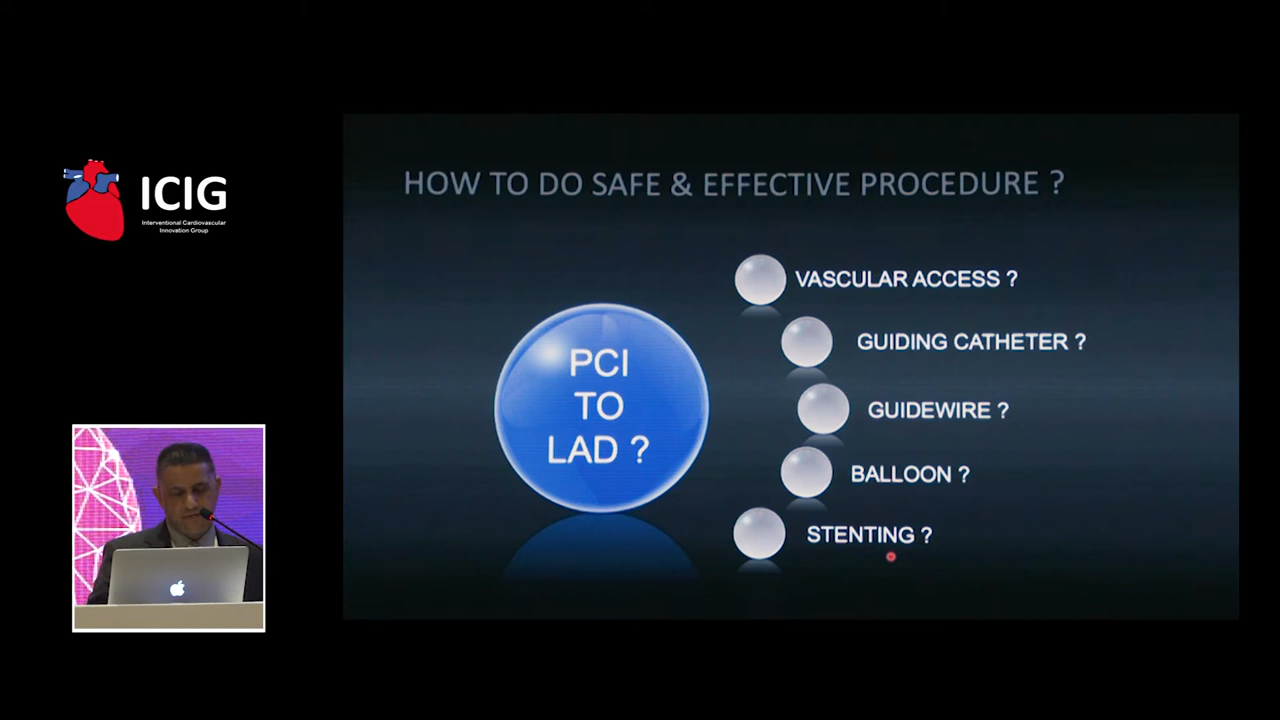 ICIG
Interventional Cardiovascular
Innovation Group
HOW TO DO SAFE & EFFECTIVE PROCEDURE ?
PCI
TO
LAD ?
VASCULAR ACCESS ?
GUIDING CATHETER ?
GUIDEWIRE ?
BALLOON ?
STENTING ?